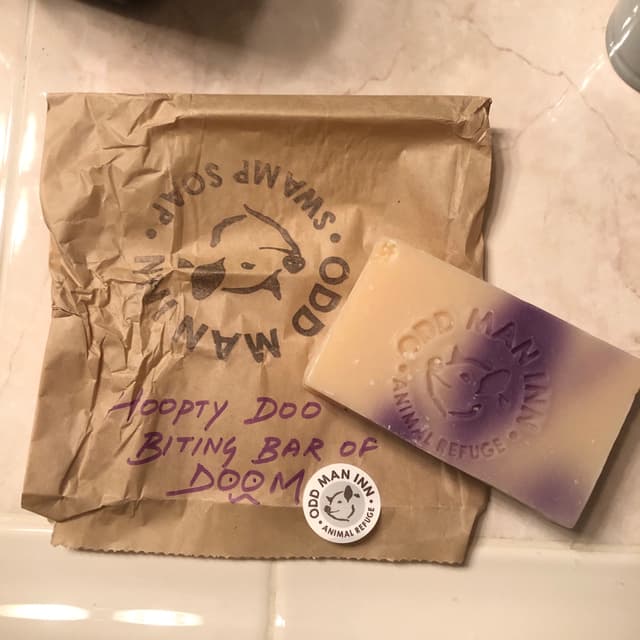 ODD MAN INN
• SWAMP SOAP •
HOOPTY DOO
BITING BAR OF
DOOM
ODD MAN INN
• ANIMAL REFUGE •
ODD MAN INN
• ANIMAL REFUGE •